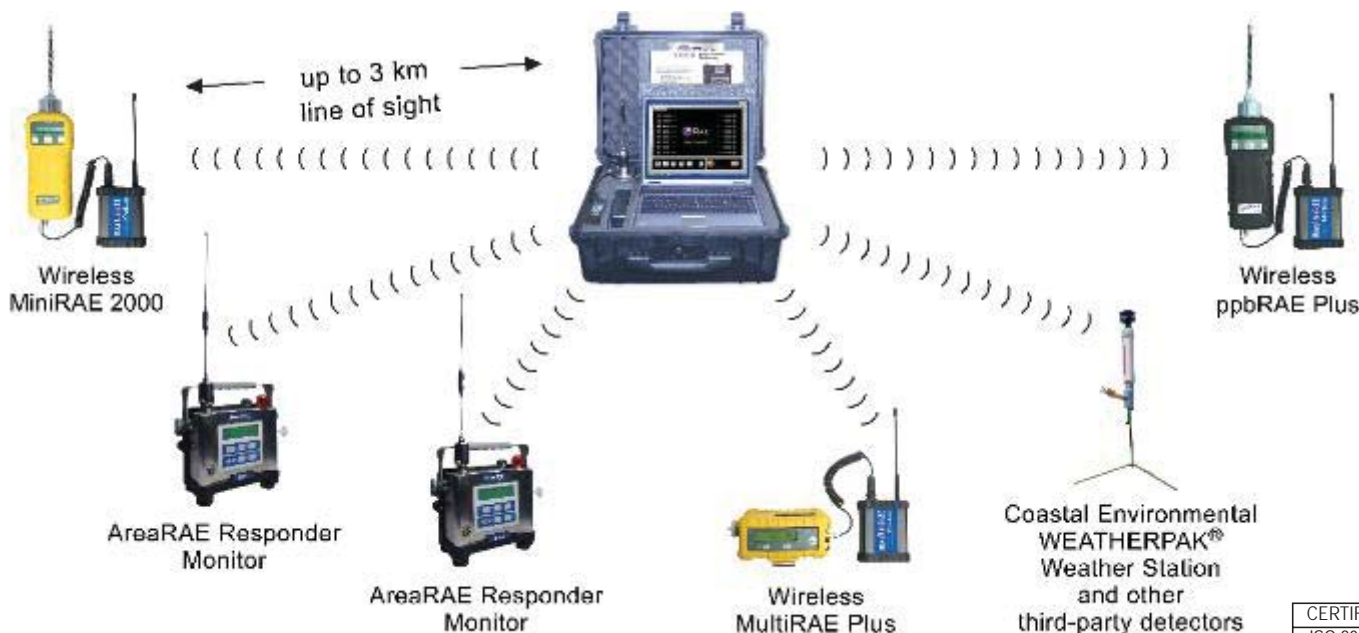 up to 3 km
line of sight
Wireless
MiniRAE 2000
Wireless
ppbRAE Plus
AreaRAE Responder
Monitor
AreaRAE Responder
Monitor
Wireless
MultiRAE Plus
Coastal Environmental
WEATHERPAK®
Weather Station
and other
third-party detectors
CERTIF